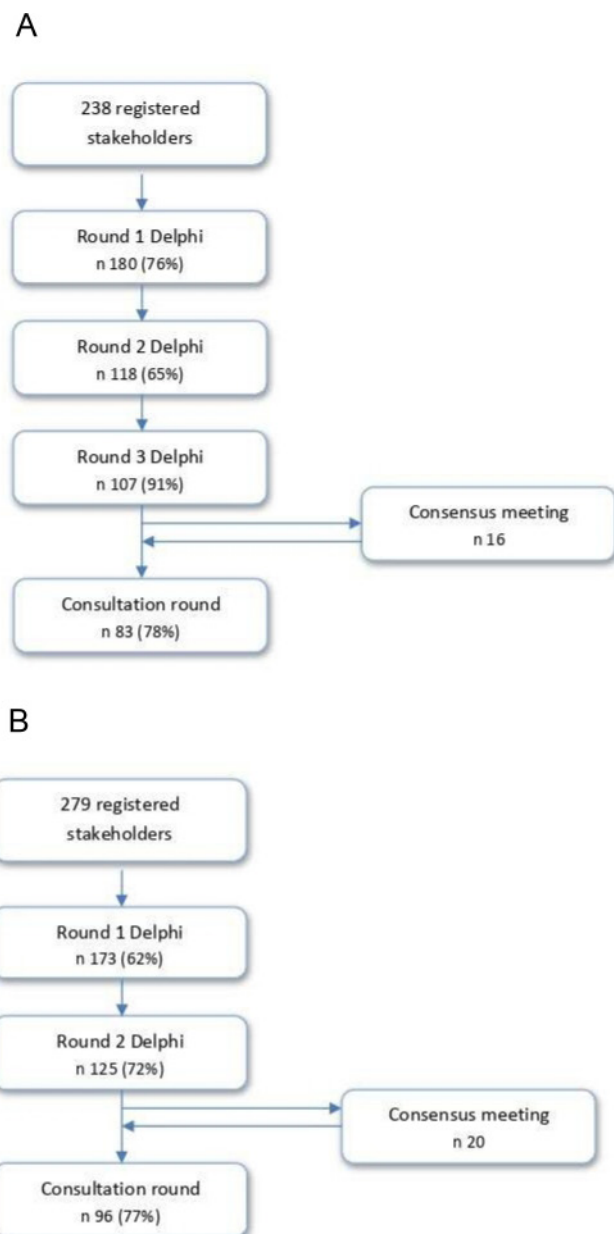 A
238 registered
stakeholders
Round 1 Delphi
n 180 (76%)
Round 2 Delphi
n 118 (65%)
Round 3 Delphi
n 107 (91%)
Consensus meeting
n 16
Consultation round
n 83 (78%)
B
279 registered
stakeholders
Round 1 Delphi
n 173 (62%)
Round 2 Delphi
n 125 (72%)
Consensus meeting
n 20
Consultation round
n 96 (77%)